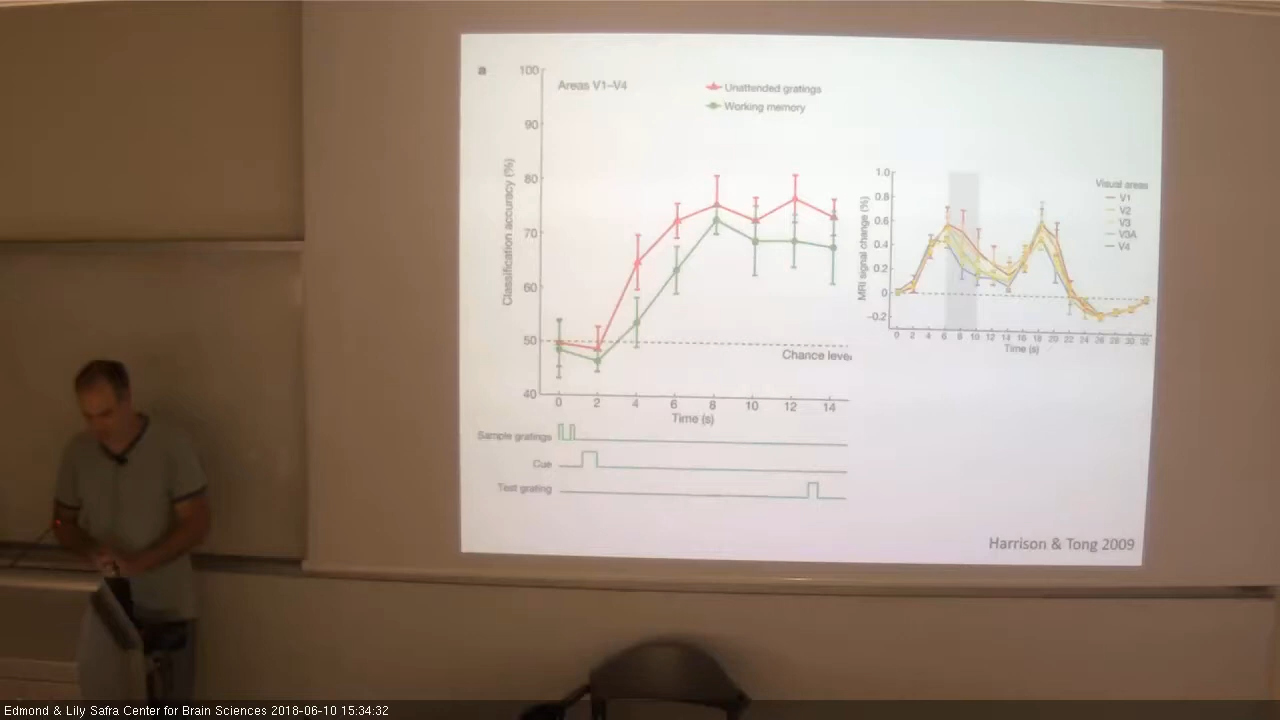 a
Areas V1–V4
Unattended gratings
Working memory
Classification accuracy (%)
100
90
80
70
60
50
40
Chance level
0 2 4 6 8 10 12 14
Time (s)
Sample gratings
Cue
Test grating
MRI signal change (%)
1.0
0.8
0.6
0.4
0.2
0
–0.2
Visual areas
V1
V2
V3
V3A
V4
0 2 4 6 8 10 12 14 16 18 20 22 24 26 28 30 32
Time (s)
Harrison & Tong 2009
Edmond & Lily Safra Center for Brain Sciences 2018-06-10 15:34:32